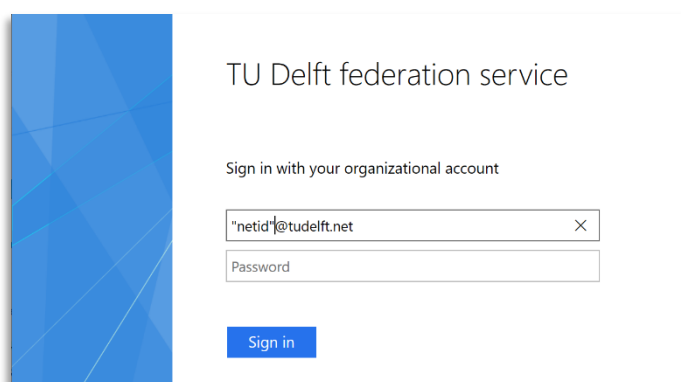 TU Delft federation service
Sign in with your organizational account
"netid"@tudelft.net
Password
Sign in